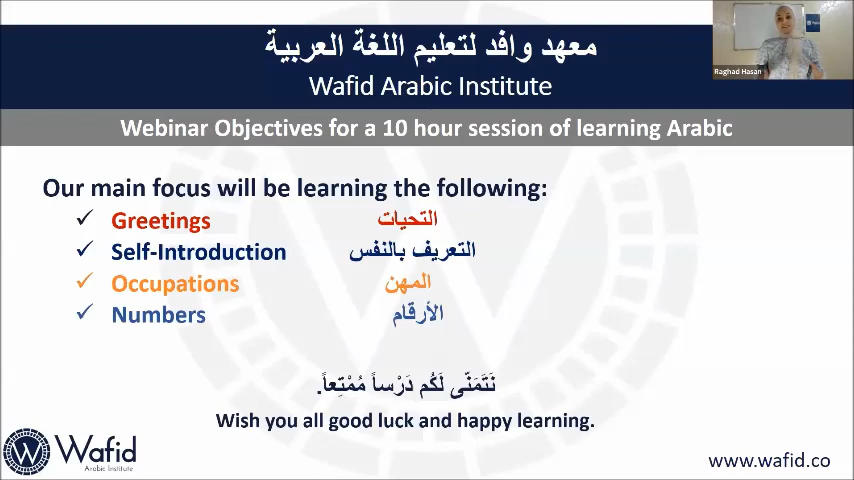 معهد وافد لتعليم اللغة العربية
Wafid Arabic Institute
Raghad Hasan
Webinar Objectives for a 10 hour session of learning Arabic
Our main focus will be learning the following:
✓ Greetings التحيات
✓ Self-Introduction التعريف بالنفس
✓ Occupations المهن
✓ Numbers الأرقام
نَتَمَنّى لَكُم دَرْساً مُمْتِعاً.
Wish you all good luck and happy learning.
Wafid
Arabic Institute
www.wafid.co